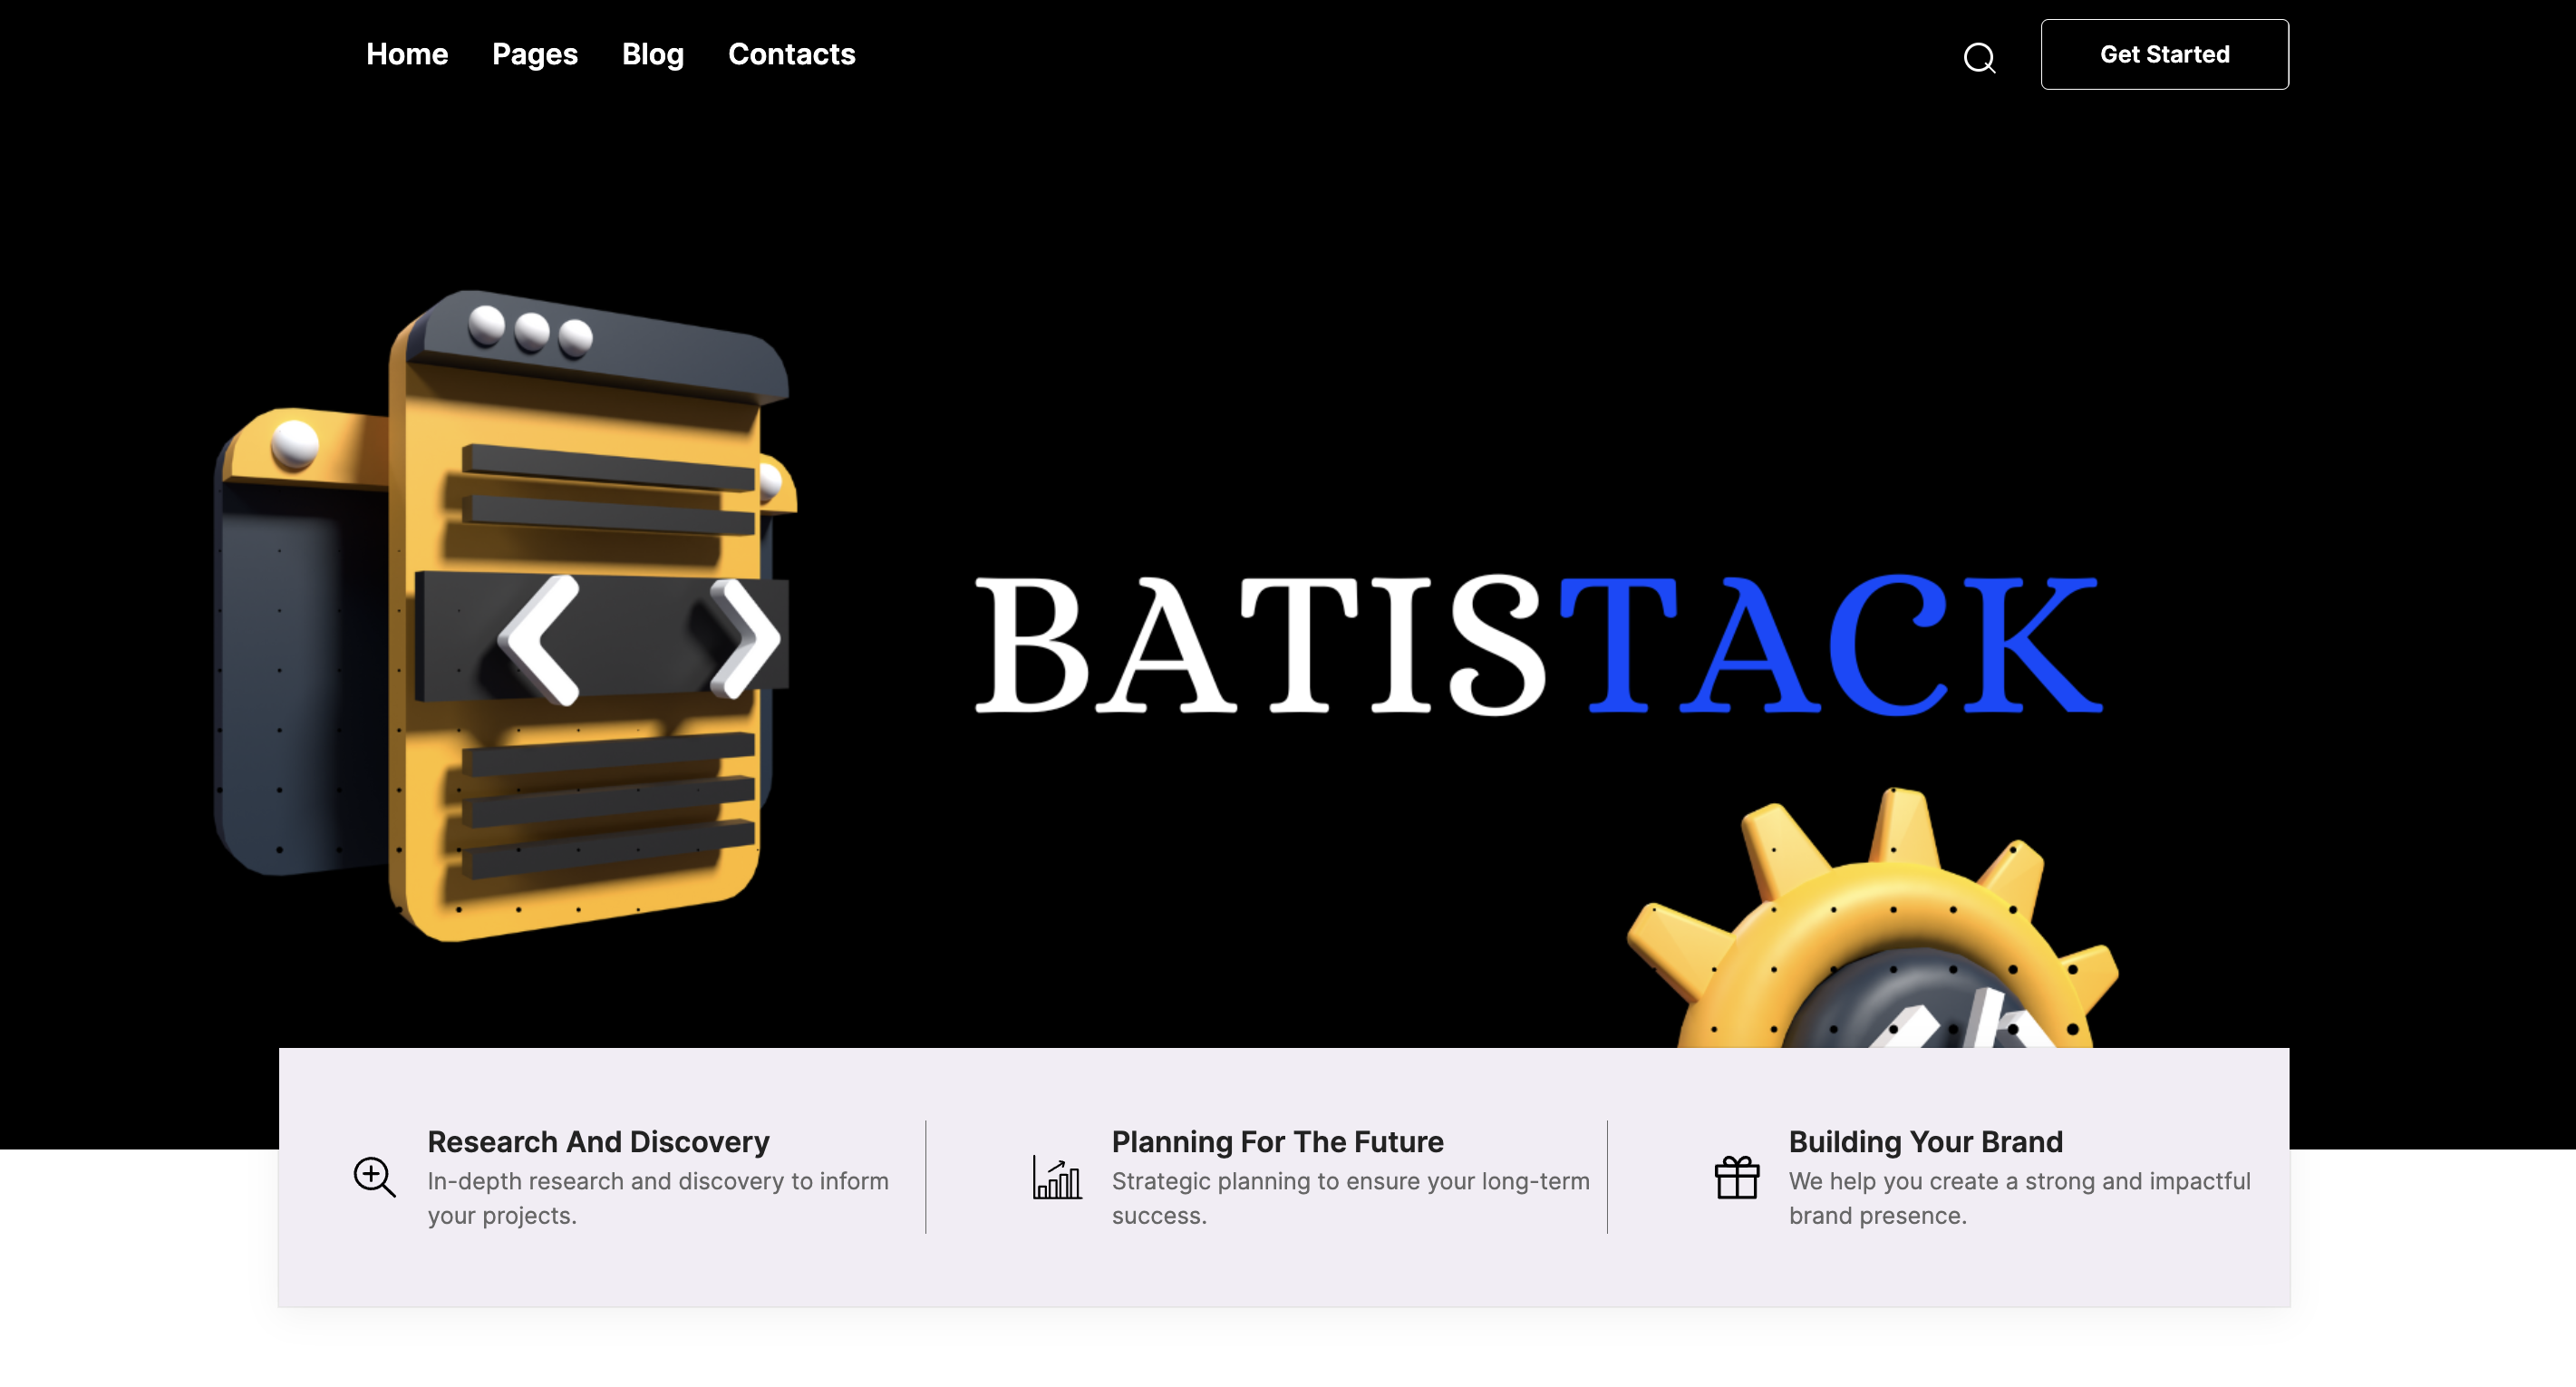 Home Pages Blog Contacts
Get Started
BATISTACK
Research And Discovery
In-depth research and discovery to inform
your projects.
Planning For The Future
Strategic planning to ensure your long-term
success.
Building Your Brand
We help you create a strong and impactful
brand presence.